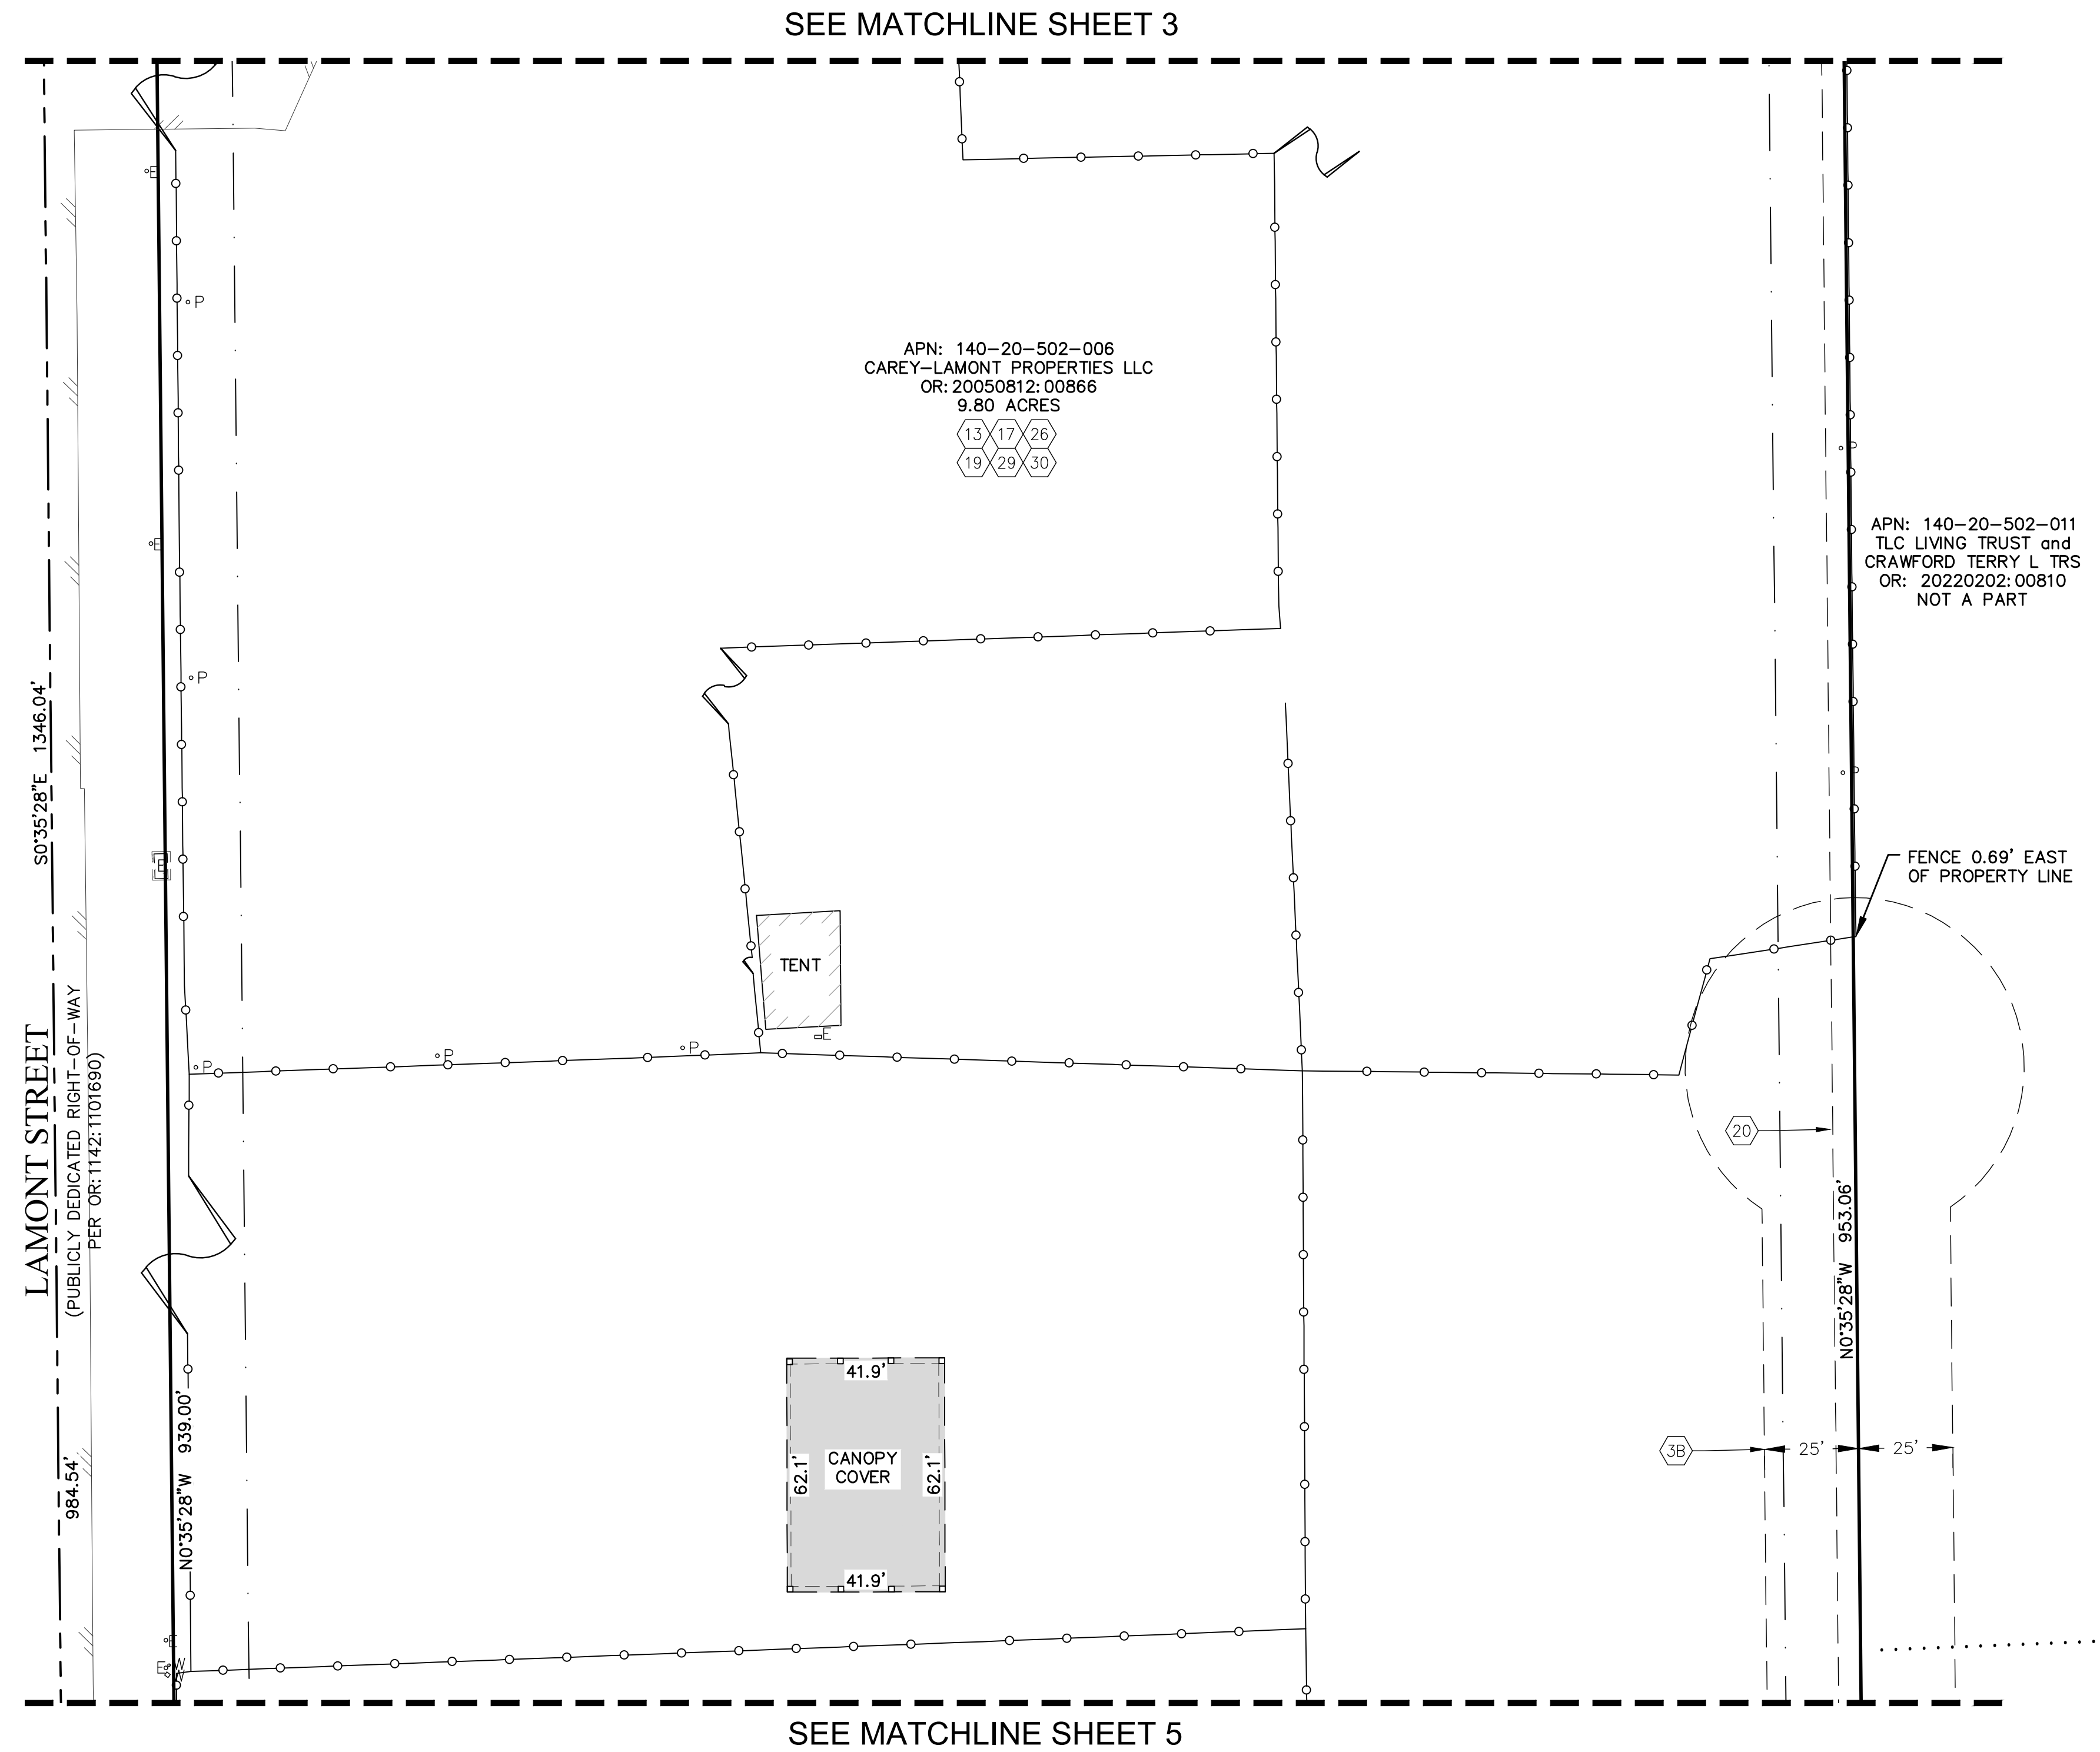 SEE MATCHLINE SHEET 3
E
P
APN: 140-20-502-006
CAREY-LAMONT PROPERTIES LLC
OR:20050812:00866
9.80 ACRES
13 17 26
19 29 30
P
APN: 140-20-502-011
TLC LIVING TRUST and
CRAWFORD TERRY L TRS
OR: 20220202:00810
NOT A PART
E
P
S0°35'28"E 1346.04'
P
E
FENCE 0.69' EAST
OF PROPERTY LINE
TENT
E
P
P
P
LAMONT STREET
(PUBLICLY DEDICATED RIGHT-OF-WAY
PER OR:1142:1101690)
20
N0°35'28"W 953.06'
41.9'
N0°35'28"W 939.00'
984.54'
62.1'
CANOPY
COVER
62.1'
3B
25'
25'
41.9'
E
E
W
SEE MATCHLINE SHEET 5